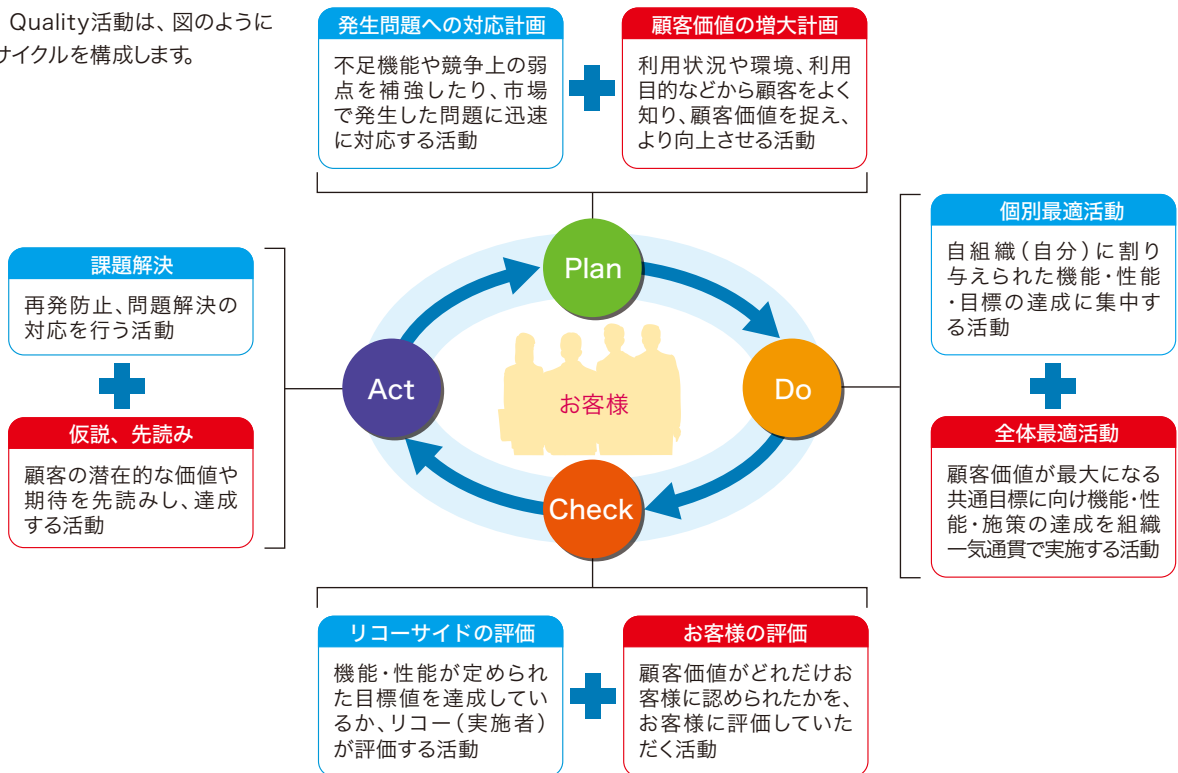 Quality活動は、図のように
サイクルを構成します。
発生問題への対応計画
不足機能や競争上の弱
点を補強したり、市場
で発生した問題に迅速
に対応する活動
顧客価値の増大計画
利用状況や環境、利用
目的などから顧客をよく
知り、顧客価値を捉え、
より向上させる活動
課題解決
再発防止、問題解決の
対応を行う活動
仮説、先読み
顧客の潜在的な価値や
期待を先読みし、達成
する活動
Plan
Act
お客様
Do
Check
個別最適活動
自組織（自分）に割り
与えられた機能・性能
・目標の達成に集中す
る活動
全体最適活動
顧客価値が最大になる
共通目標に向け機能・性
能・施策の達成を組織
一気通貫で実施する活動
リコーサイドの評価
機能・性能が定められ
た目標値を達成してい
るか、リコー（実施者）
が評価する活動
お客様の評価
顧客価値がどれだけお
客様に認められたかを、
お客様に評価していた
だく活動